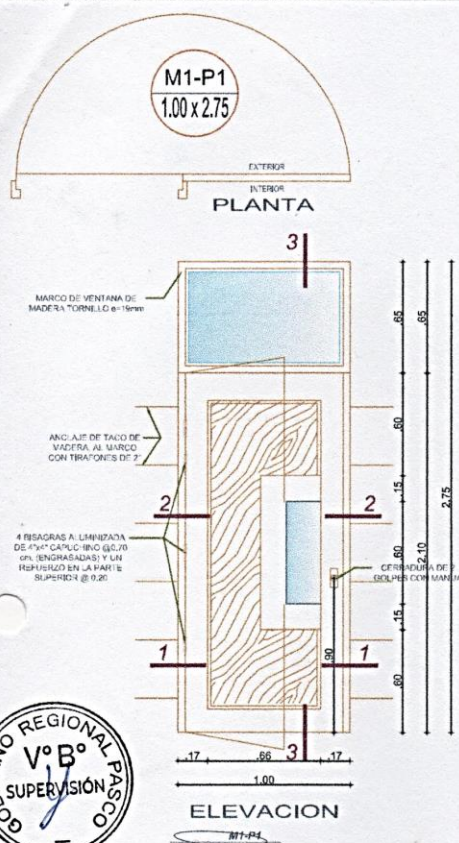 M1-P1
1.00 x 2.75
EXTERIOR
INTERIOR
PLANTA
3
MARCO DE VENTANA DE
MADERA TORNILLO e=19mm
.65
.65
ANCLAJE DE TACO DE
MADERA AL MARCO
CON TIRAFONES DE 2"
.60
.15
2.75
2
2
4 BISAGRAS ALUMINIZADA
DE 4"x4" CAPUCHINO @0.70
cm. (ENGRASADAS) Y UN
REFUERZO EN LA PARTE
SUPERIOR @ 0.20
.60
2.10
CERRADURA DE
GOLPES CON
.15
1
1
.90
.60
3
.17
.66
.17
1.00
ELEVACION
M1-P1
REGIONAL PASCO
V°B°
SUPERVISIÓN